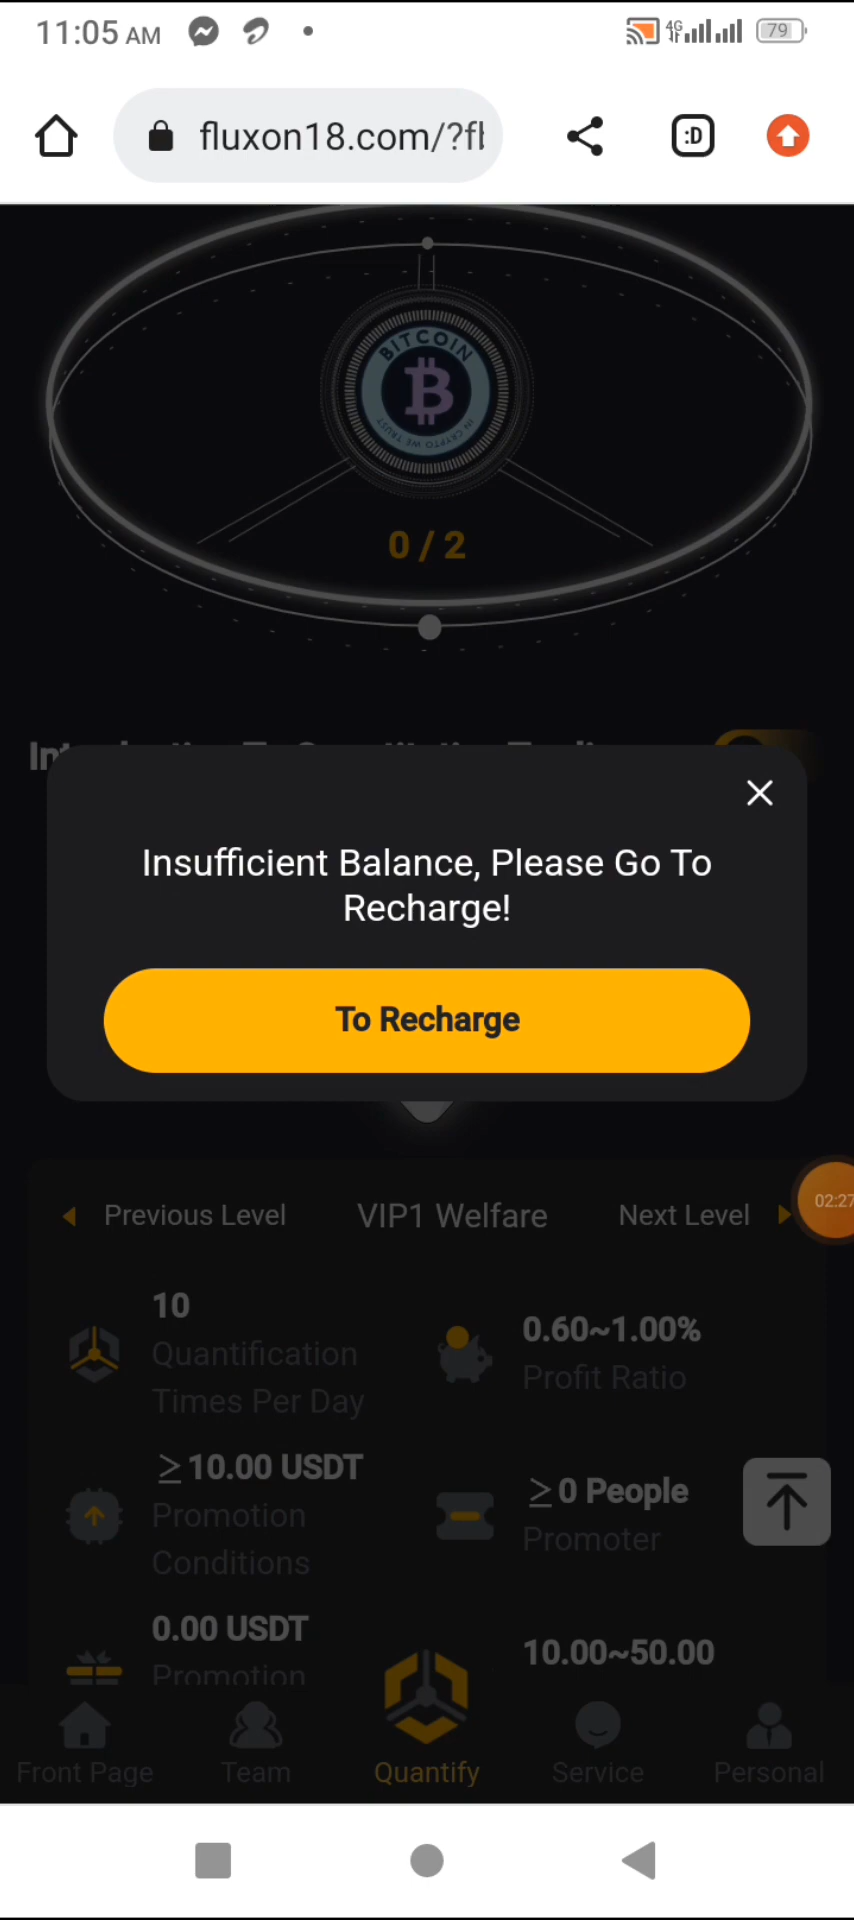 11:05 AM
4G
79
fluxon18.com/?f
:D
BITCOIN
B
IN CRYPTO WE TRUST
0 / 2
Insufficient Balance, Please Go To
Recharge!
To Recharge
Previous Level
VIP1 Welfare
Next Level
02:27
10
Quantification
Times Per Day
0.60~1.00%
Profit Ratio
≥10.00 USDT
Promotion
Conditions
≥0 People
Promoter
0.00 USDT
Promotion
10.00~50.00
Front Page
Team
Quantify
Service
Personal